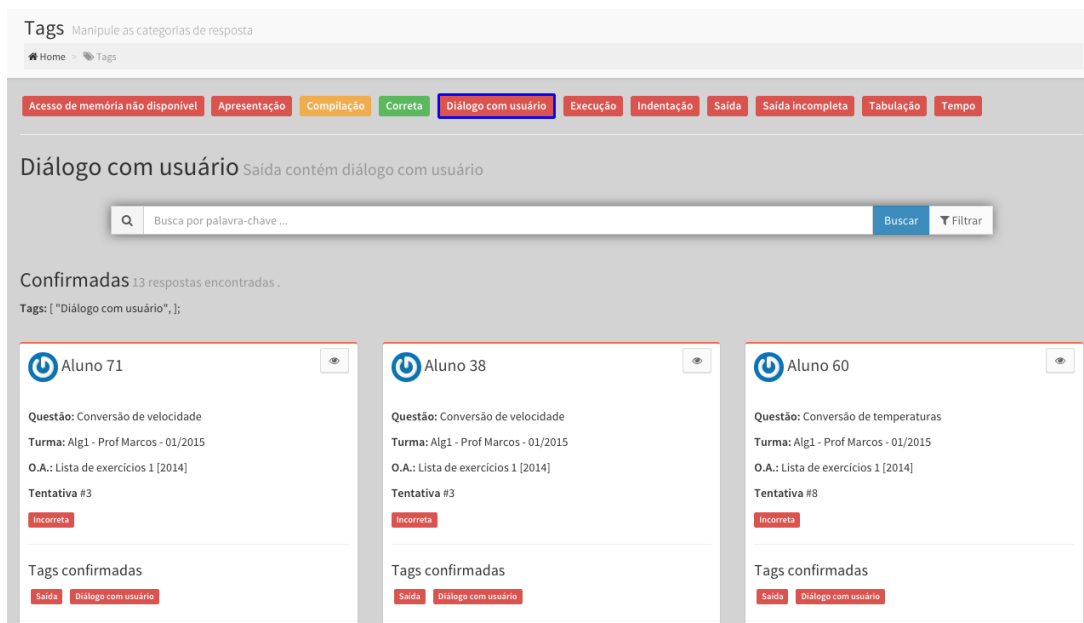 Tags Manipule as categorias de resposta
Home > Tags
Acesso de memória não disponível Apresentação Compilação Correta Diálogo com usuário Execução Indentação Saída Saída incompleta Tabulação Tempo
Diálogo com usuário Saída contém diálogo com usuário
Busca por palavra-chave ... Buscar Filtrar
Confirmadas 13 respostas encontradas .
Tags: [ "Diálogo com usuário", ];
Aluno 71 Aluno 38 Aluno 60
Questão: Conversão de velocidade Questão: Conversão de velocidade Questão: Conversão de temperaturas
Turma: Alg1 - Prof Marcos - 01/2015 Turma: Alg1 - Prof Marcos - 01/2015 Turma: Alg1 - Prof Marcos - 01/2015
O.A.: Lista de exercícios 1 [2014] O.A.: Lista de exercícios 1 [2014] O.A.: Lista de exercícios 1 [2014]
Tentativa #3 Tentativa #3 Tentativa #8
Incorreta Incorreta Incorreta
Tags confirmadas Tags confirmadas Tags confirmadas
Saída Diálogo com usuário Saída Diálogo com usuário Saída Diálogo com usuário